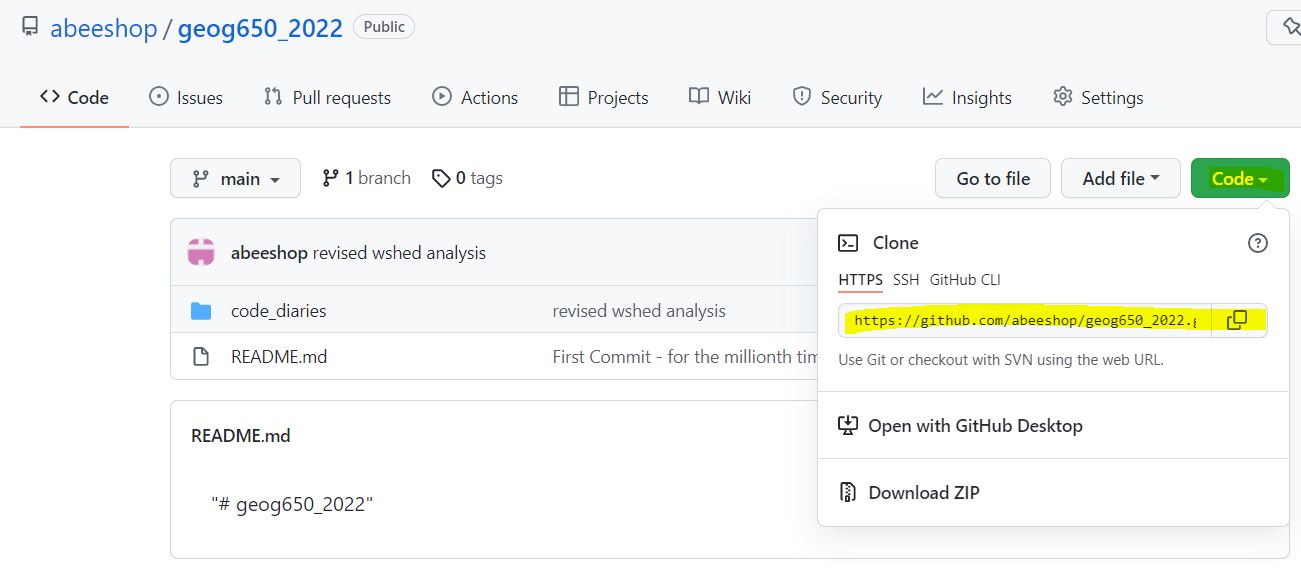 abeeshop / geog650_2022 Public
Code Issues Pull requests Actions Projects Wiki Security Insights Settings
main 1 branch 0 tags Go to file Add file Code
abeeshop revised wshed analysis
code_diaries revised wshed analysis
README.md First Commit - for the millionth tim
Clone
HTTPS SSH GitHub CLI
https://github.com/abeeshop/geog650_2022.g
Use Git or checkout with SVN using the web URL.
Open with GitHub Desktop
Download ZIP
README.md
"# geog650_2022"